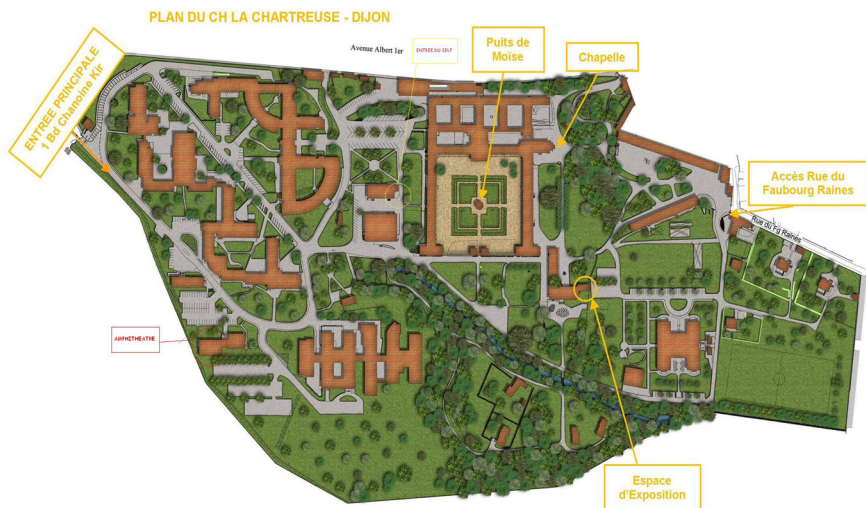 PLAN DU CH LA CHARTREUSE - DIJON
ENTREE PRINCIPALE
1 Bd Chanoine Kir
Avenue Albert 1er
ENTREE DU SELF
Puits de
Moïse
Chapelle
Accès Rue du
Faubourg Raines
Rue du Fg Raines
AMPHITHEATRE
Espace
d'Exposition